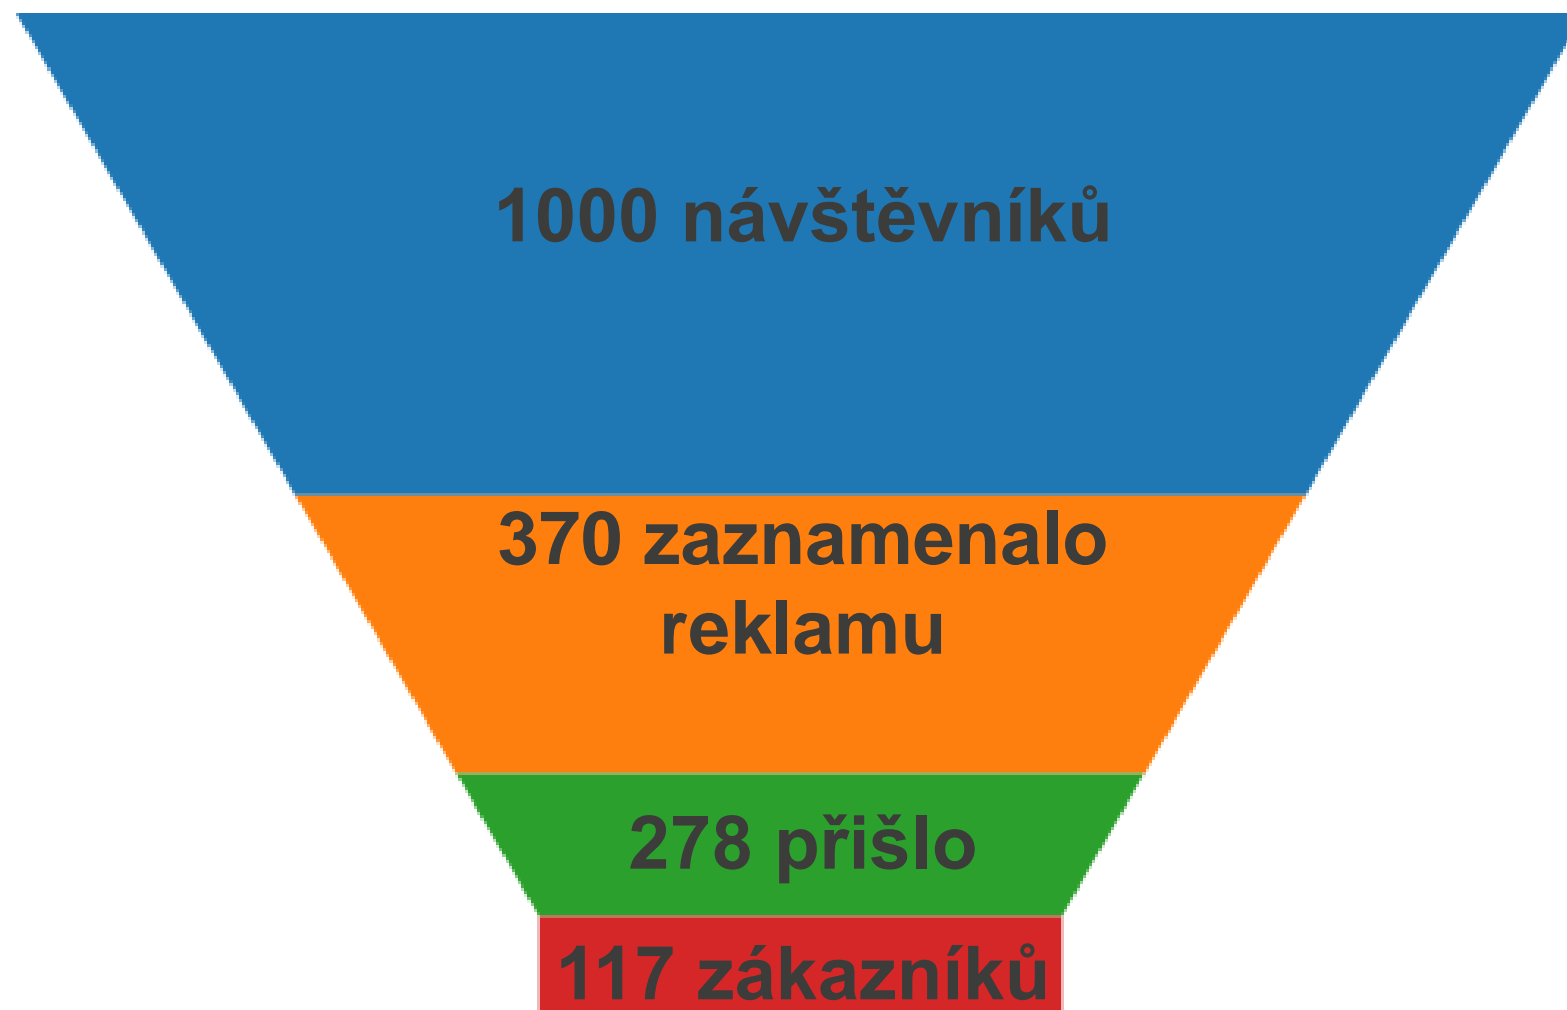 1000 návštěvníků
370 zaznamenalo
reklamu
278 přišlo
117 zákazníků